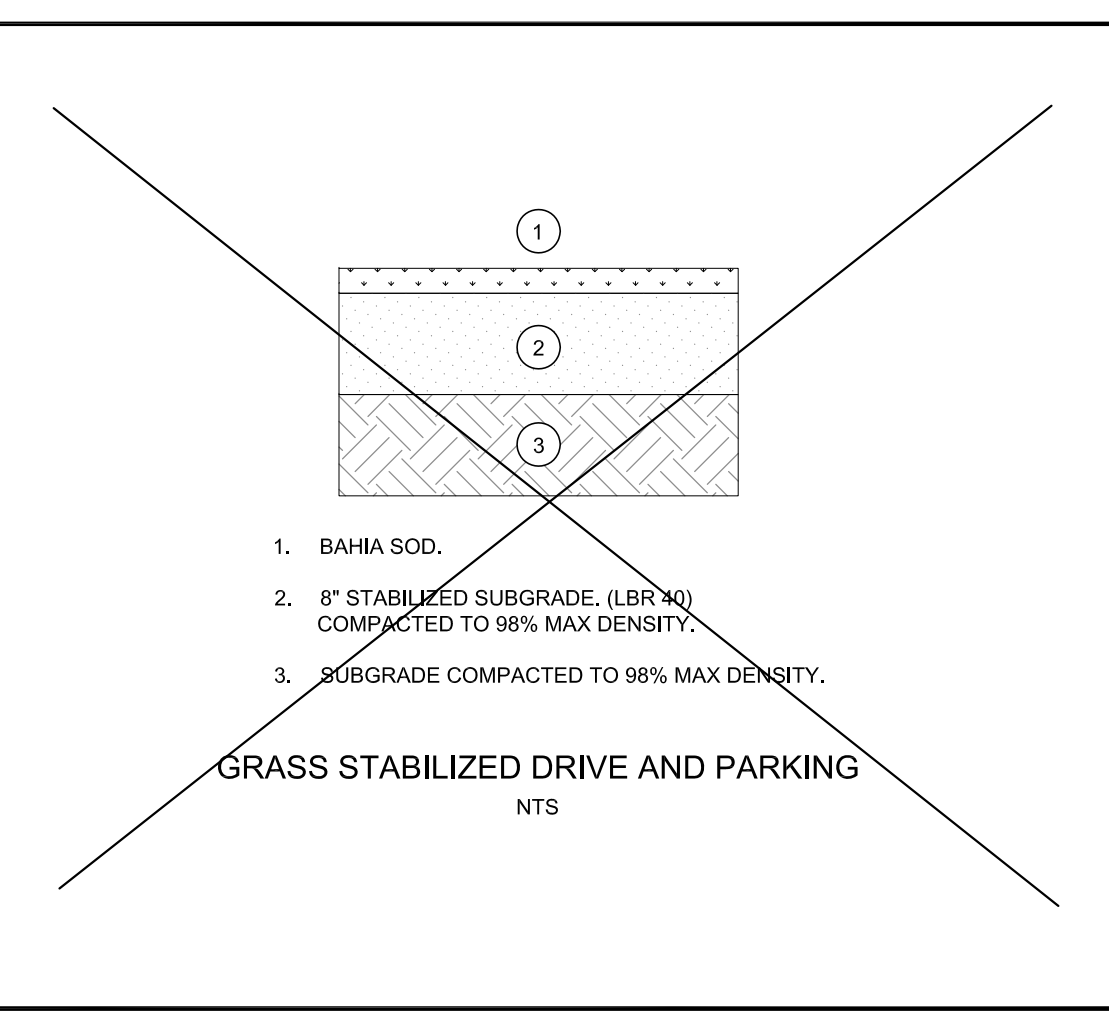 1
2
3
1. BAHIA SOD.
2. 8" STABILIZED SUBGRADE. (LBR 40)
COMPACTED TO 98% MAX DENSITY.
3. SUBGRADE COMPACTED TO 98% MAX DENSITY.
GRASS STABILIZED DRIVE AND PARKING
NTS